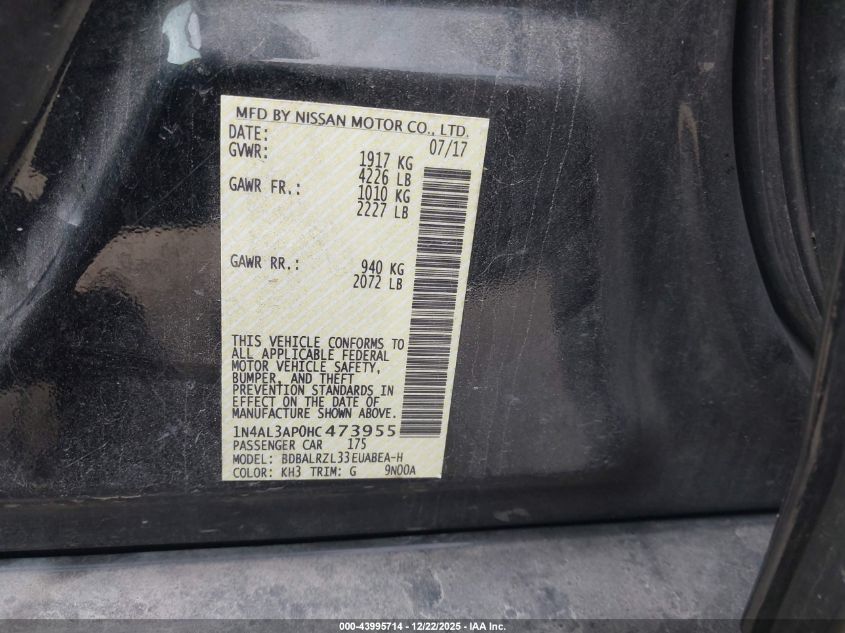 MFD BY NISSAN MOTOR CO., LTD.
DATE: 07/17
GVWR: 1917 KG
4226 LB
GAWR FR.: 1010 KG
2227 LB
GAWR RR.: 940 KG
2072 LB
THIS VEHICLE CONFORMS TO
ALL APPLICABLE FEDERAL
MOTOR VEHICLE SAFETY,
BUMPER, AND THEFT
PREVENTION STANDARDS IN
EFFECT ON THE DATE OF
MANUFACTURE SHOWN ABOVE.
1N4AL3AP0HC473955
PASSENGER CAR 175
MODEL: BDBALRZL33EUABEA-H
COLOR: KH3 TRIM: G 9N00A
000-43995714 - 12/22/2025 - IAA Inc.